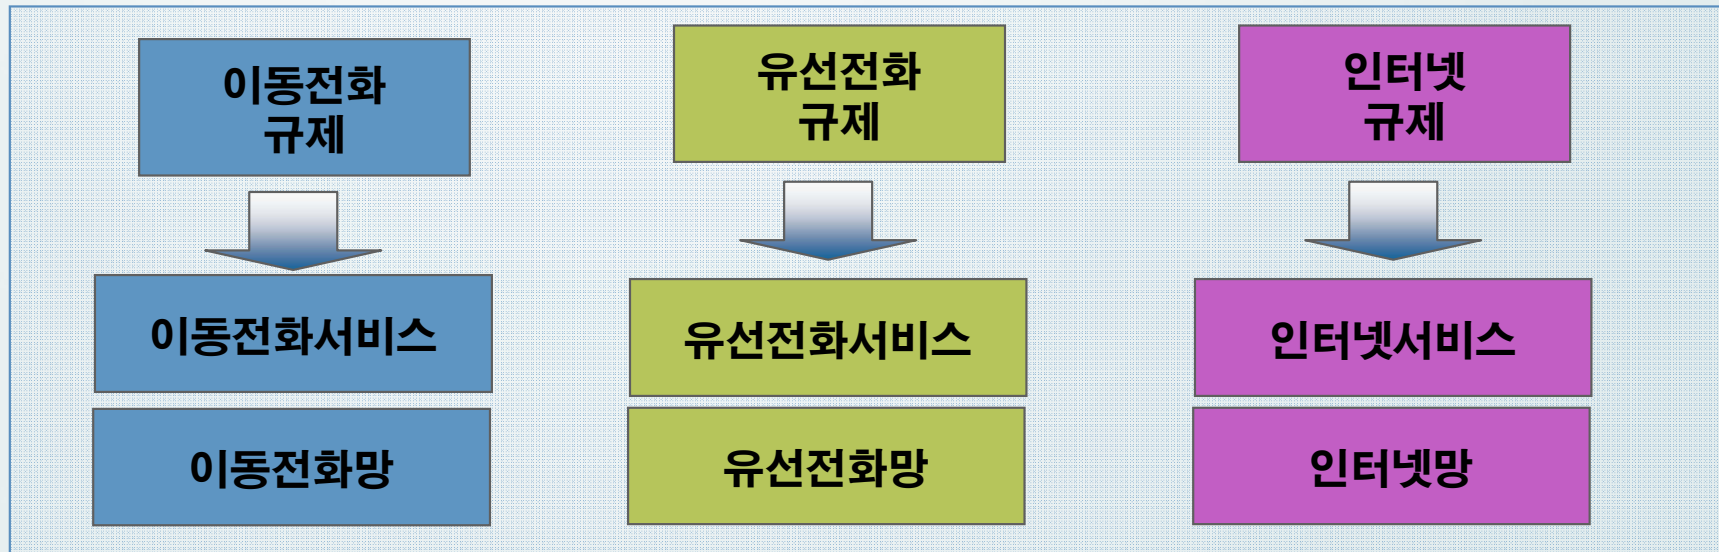 이동전화
규제
유선전화
규제
인터넷
규제
이동전화서비스
유선전화서비스
인터넷서비스
이동전화망
유선전화망
인터넷망